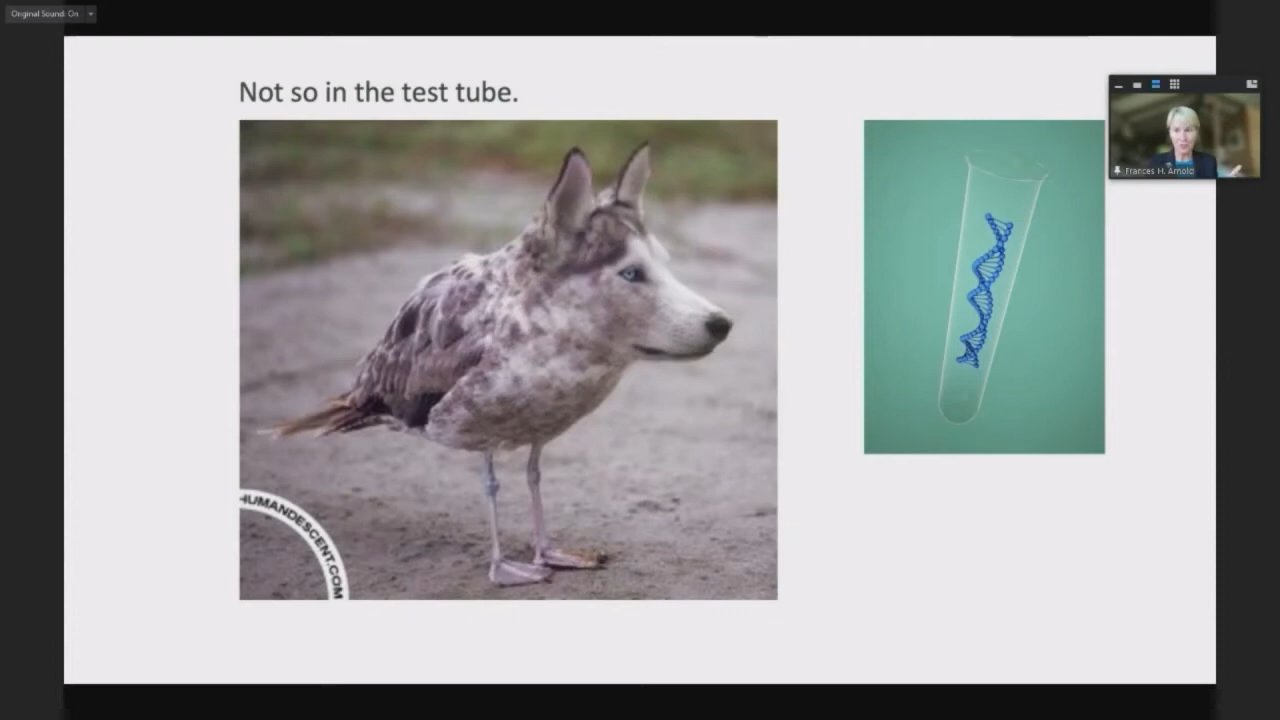 Original Sound: On
Not so in the test tube.
Frances H. Arnold
HUMANDESCENT.COM